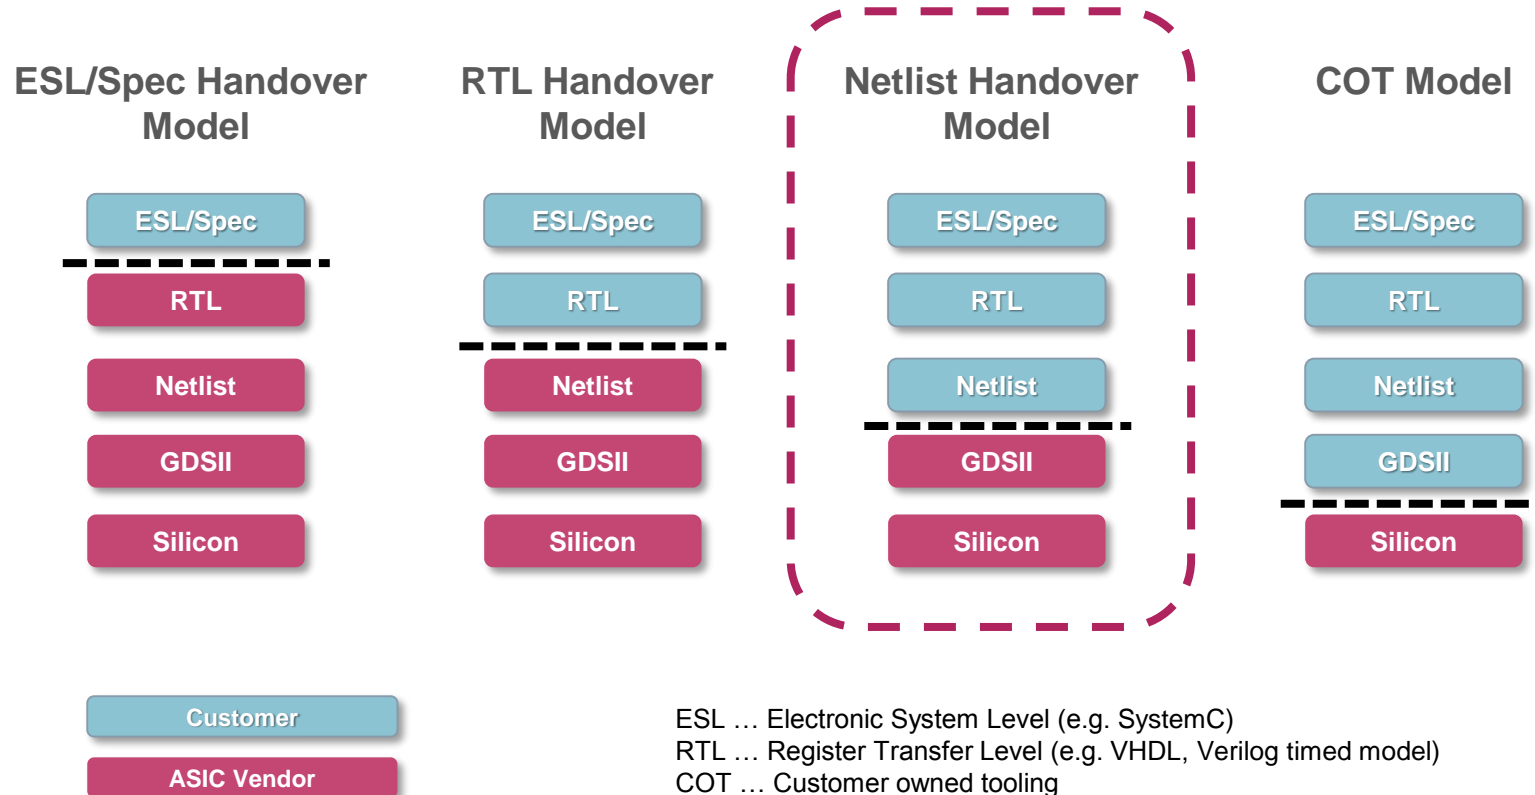 ESL/Spec Handover
Model
ESL/Spec
RTL
Netlist
GDSII
Silicon
RTL Handover
Model
ESL/Spec
RTL
Netlist
GDSII
Silicon
Netlist Handover
Model
ESL/Spec
RTL
Netlist
GDSII
Silicon
COT Model
ESL/Spec
RTL
Netlist
GDSII
Silicon
Customer
ASIC Vendor
ESL … Electronic System Level (e.g. SystemC)
RTL … Register Transfer Level (e.g. VHDL, Verilog timed model)
COT … Customer owned tooling